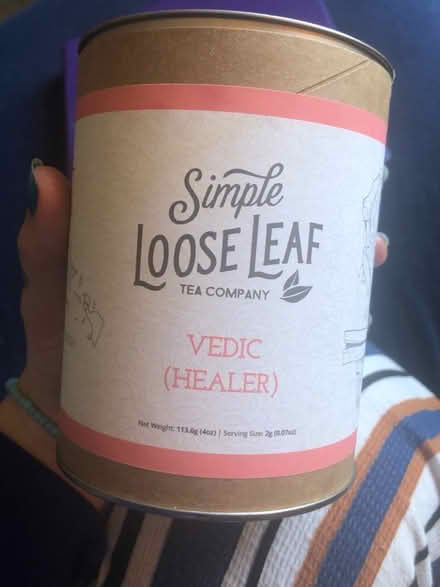 Simple
LOOSE LEAF
TEA COMPANY
VEDIC
(HEALER)
Net Weight: 113.6g (4oz) | Serving Size: 2g (0.07oz)